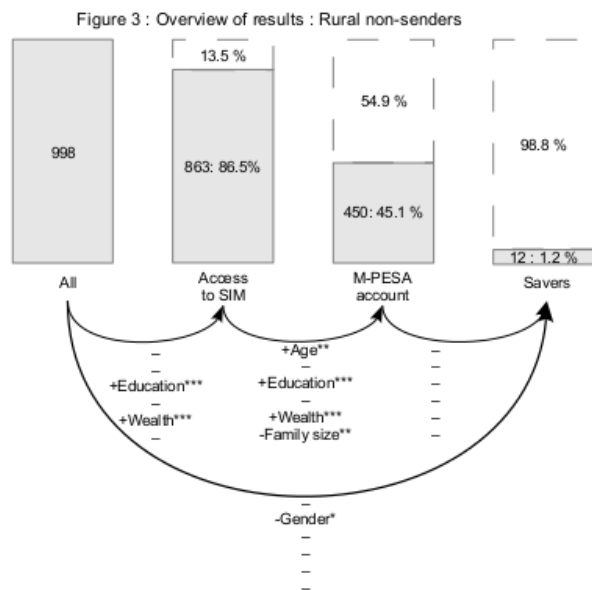 Figure 3 : Overview of results : Rural non-senders
13.5 %
54.9 %
98.8 %
998
863: 86.5%
450: 45.1 %
12 : 1.2 %
All
Access
to SIM
M-PESA
account
Savers
–
+Education***
–
+Wealth***
–
+Age**
–
+Education***
–
+Wealth***
-Family size**
–
–
–
–
–
–
–
-Gender*
–
–
–
–